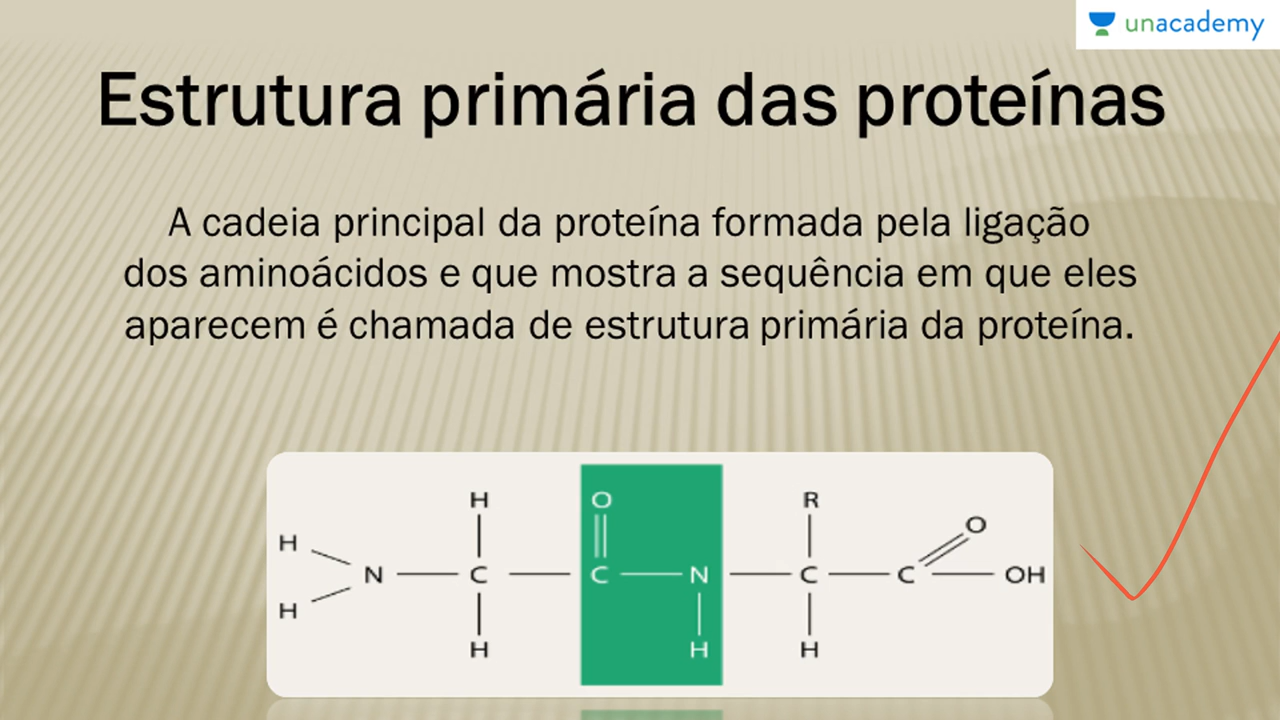 unacademy
Estrutura primária das proteínas
A cadeia principal da proteína formada pela ligação
dos aminoácidos e que mostra a sequência em que eles
aparecem é chamada de estrutura primária da proteína.
H O R
H O
N C C N C C OH
H
H H H